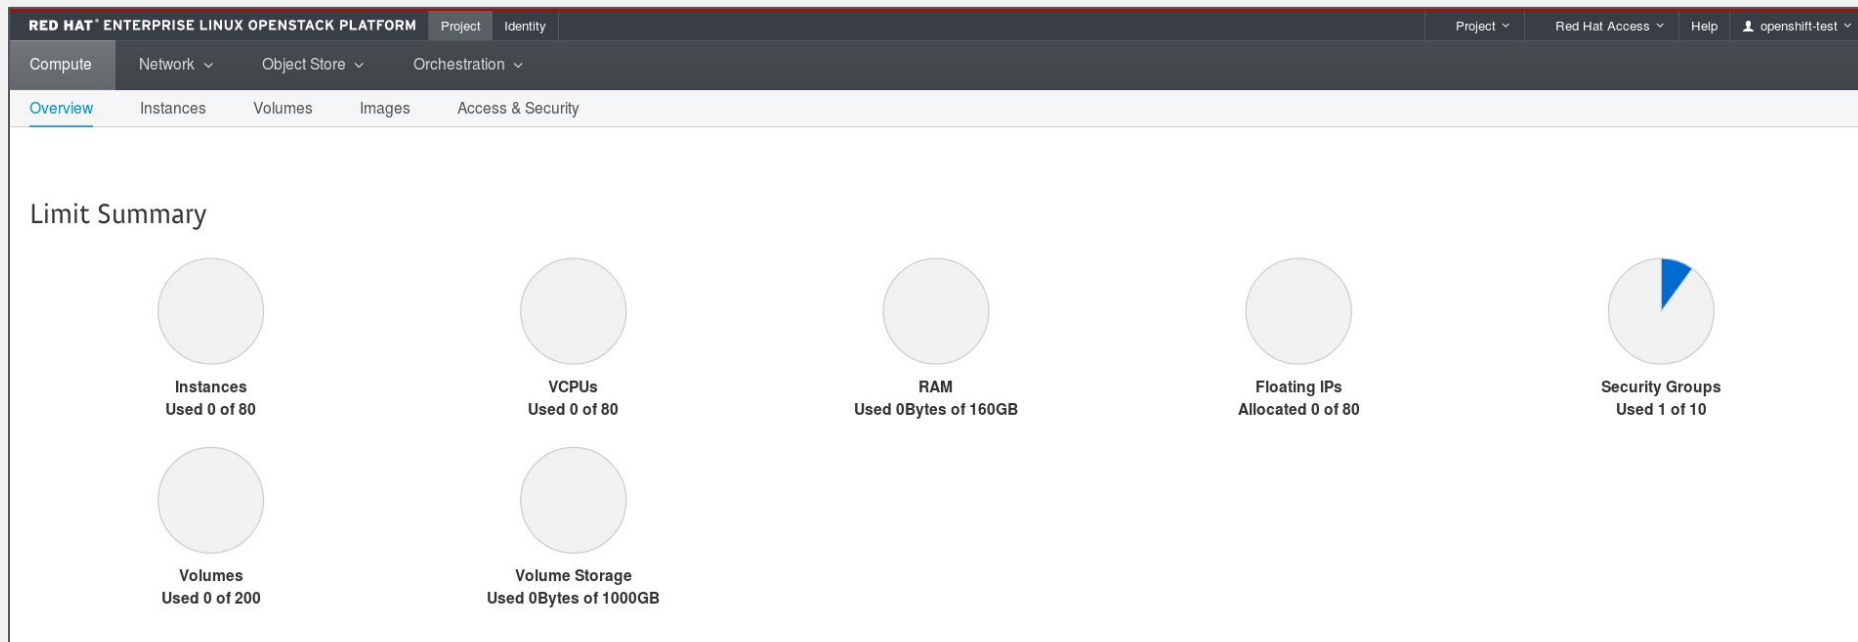 RED HAT® ENTERPRISE LINUX OPENSTACK PLATFORM Project Identity Project Red Hat Access Help openshift-test
Compute Network Object Store Orchestration
Overview Instances Volumes Images Access & Security
Limit Summary
Instances VCPUs RAM Floating IPs Security Groups
Used 0 of 80 Used 0 of 80 Used 0Bytes of 160GB Allocated 0 of 80 Used 1 of 10
Volumes Volume Storage
Used 0 of 200 Used 0Bytes of 1000GB